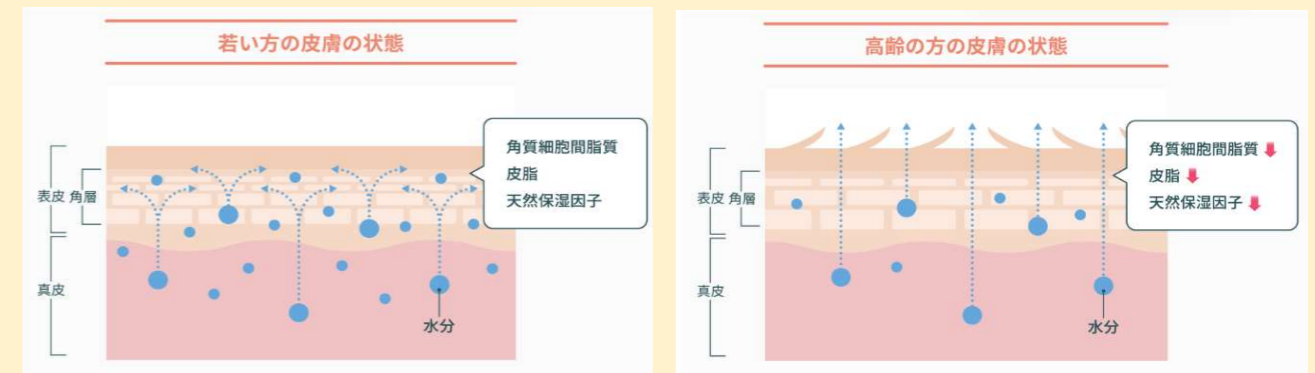 若い方の皮膚の状態
角質細胞間脂質
皮脂
天然保湿因子
表皮 角層
真皮
水分
高齢の方の皮膚の状態
角質細胞間脂質
皮脂
天然保湿因子
表皮 角層
真皮
水分